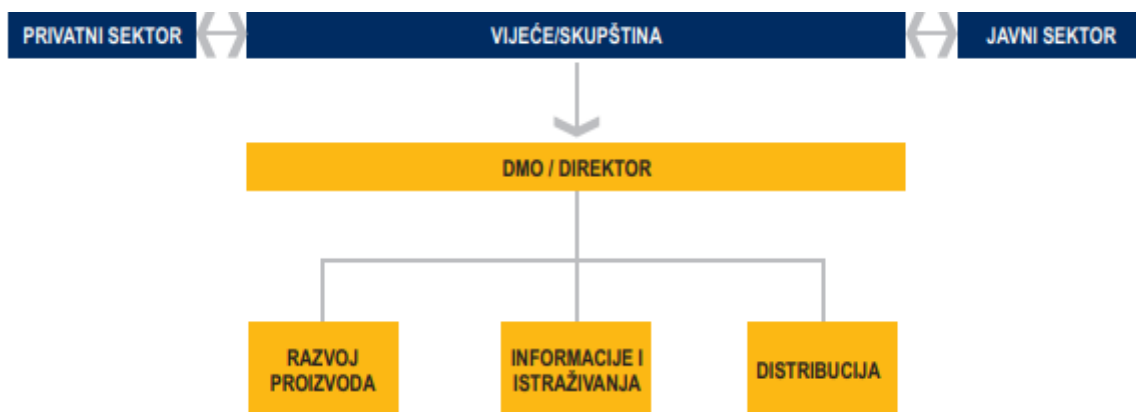 PRIVATNI SEKTOR
VIJEĆE/SKUPŠTINA
JAVNI SEKTOR
DMO / DIREKTOR
RAZVOJ
PROIZVODA
INFORMACIJE I
ISTRAŽIVANJA
DISTRIBUCIJA